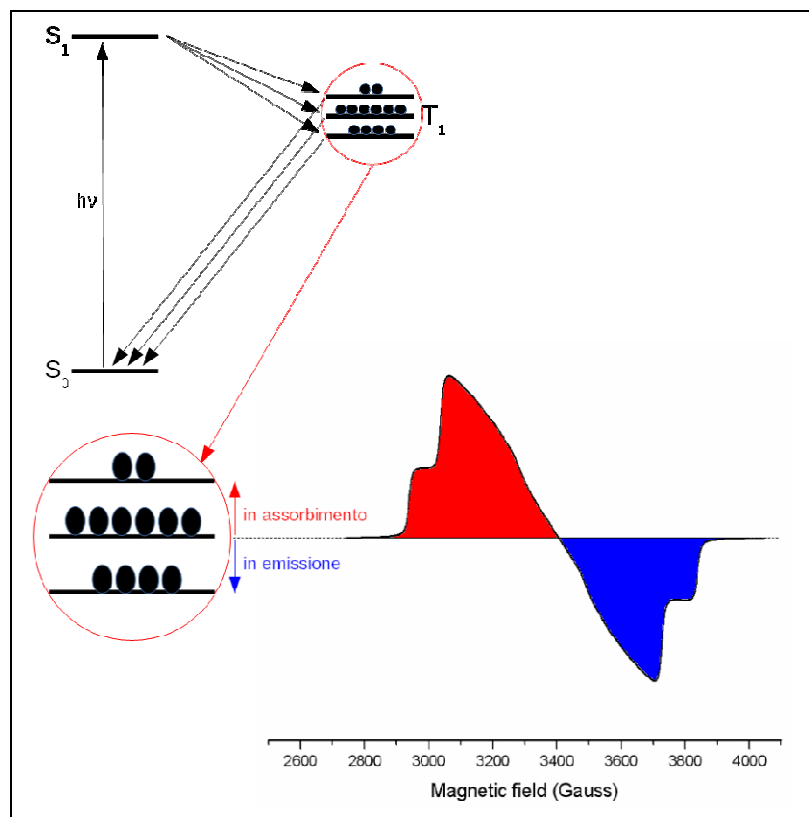 S1
T1
hν
S0
in assorbimento
in emissione
2600 2800 3000 3200 3400 3600 3800 4000
Magnetic field (Gauss)